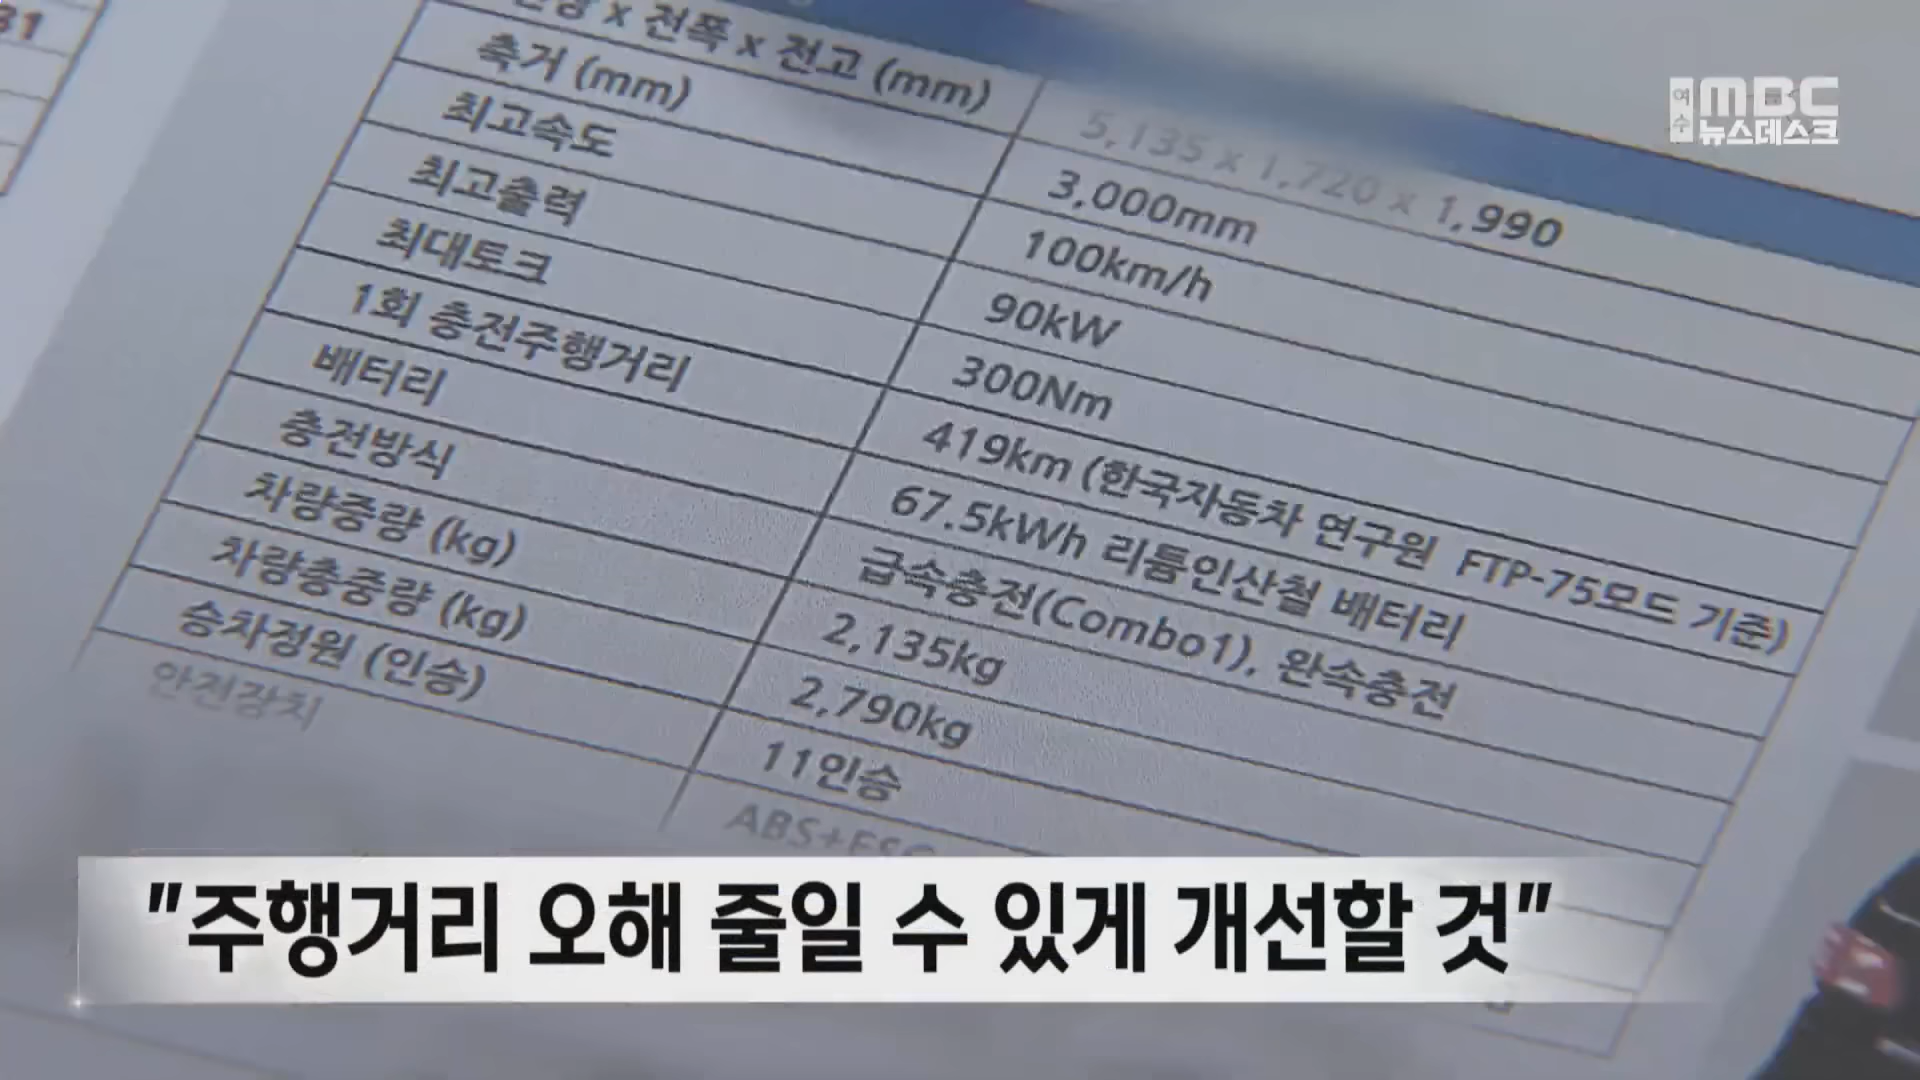 31
여수 MBC
뉴스데스크
x 전폭 x 전고 (mm) 5,135 x 1,720 x 1,990
축거 (mm) 3,000mm
최고속도 100km/h
최고출력 90kW
최대토크 300Nm
1회 충전주행거리 419km (한국자동차 연구원 FTP-75모드 기준)
배터리 67.5kWh 리튬인산철 배터리
충전방식 급속충전(Combo1), 완속충전
차량중량 (kg) 2,135kg
차량총중량 (kg) 2,790kg
승차정원 (인승) 11인승
안전장치
"주행거리 오해 줄일 수 있게 개선할 것"